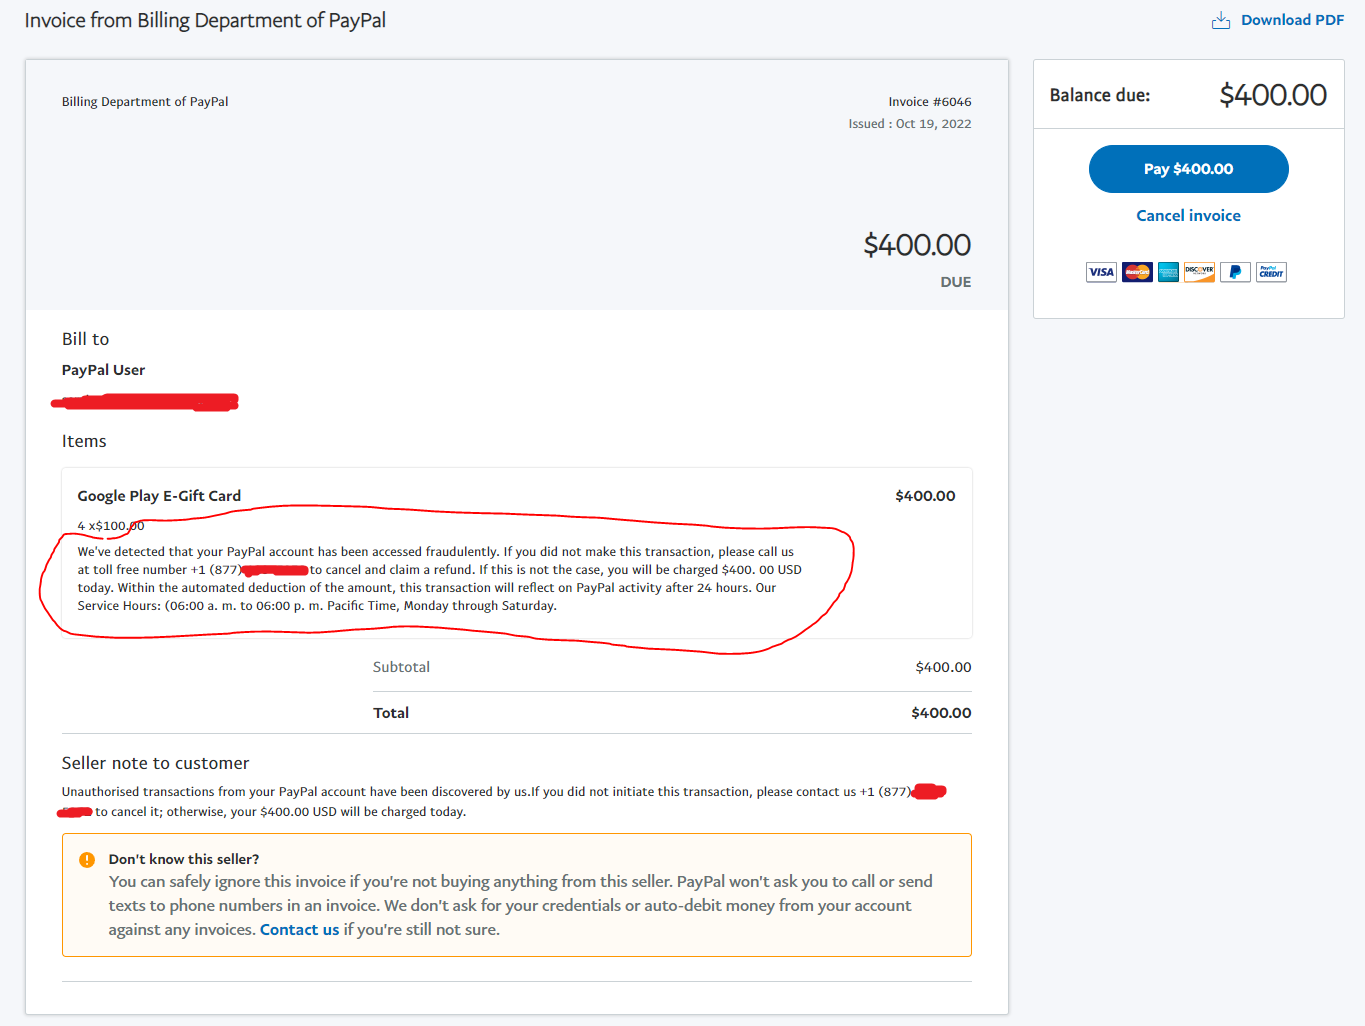 Invoice from Billing Department of PayPal
Download PDF
Billing Department of PayPal
Invoice #6046
Issued : Oct 19, 2022
$400.00
DUE
Balance due:
$400.00
Pay $400.00
Cancel invoice
VISA
MasterCard
DISCOVER
PayPal
CREDIT
Bill to
PayPal User
Items
Google Play E-Gift Card
$400.00
4 x$100.00
We've detected that your PayPal account has been accessed fraudulently. If you did not make this transaction, please call us
at toll free number +1 (877) to cancel and claim a refund. If this is not the case, you will be charged $400. 00 USD
today. Within the automated deduction of the amount, this transaction will reflect on PayPal activity after 24 hours. Our
Service Hours: (06:00 a. m. to 06:00 p. m. Pacific Time, Monday through Saturday.
Subtotal
$400.00
Total
$400.00
Seller note to customer
Unauthorised transactions from your PayPal account have been discovered by us.If you did not initiate this transaction, please contact us +1 (877)
to cancel it; otherwise, your $400.00 USD will be charged today.
Don't know this seller?
You can safely ignore this invoice if you're not buying anything from this seller. PayPal won't ask you to call or send
texts to phone numbers in an invoice. We don't ask for your credentials or auto-debit money from your account
against any invoices. Contact us if you're still not sure.